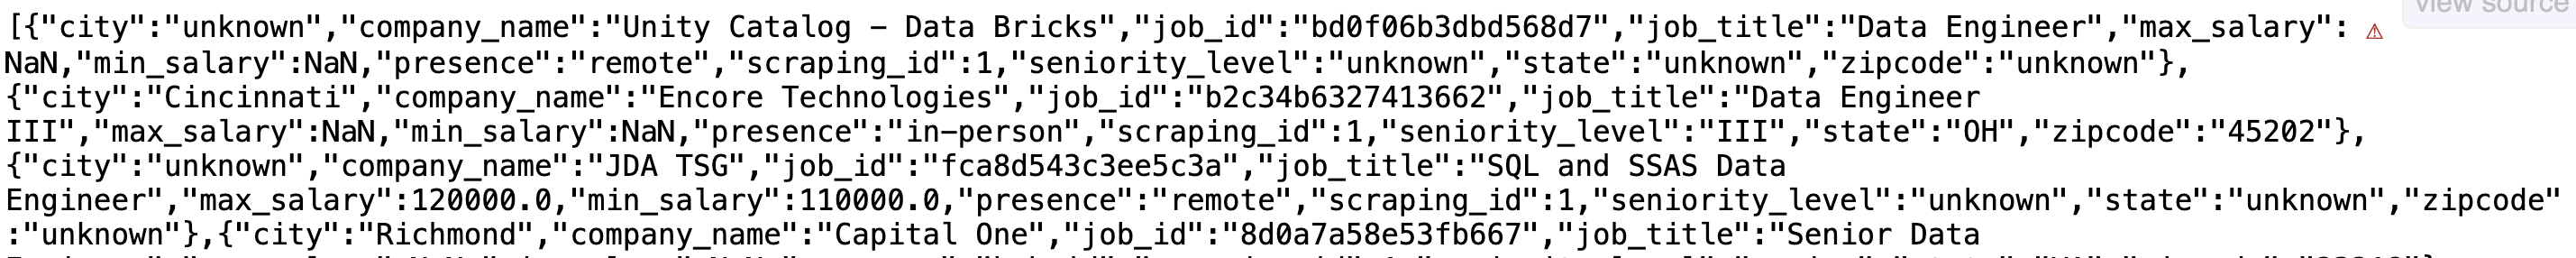 view source
[{"city":"unknown","company_name":"Unity Catalog – Data Bricks","job_id":"bd0f06b3dbd568d7","job_title":"Data Engineer","max_salary": ⚠
NaN,"min_salary":NaN,"presence":"remote","scraping_id":1,"seniority_level":"unknown","state":"unknown","zipcode":"unknown"},
{"city":"Cincinnati","company_name":"Encore Technologies","job_id":"b2c34b6327413662","job_title":"Data Engineer
III","max_salary":NaN,"min_salary":NaN,"presence":"in-person","scraping_id":1,"seniority_level":"III","state":"OH","zipcode":"45202"},
{"city":"unknown","company_name":"JDA TSG","job_id":"fca8d543c3ee5c3a","job_title":"SQL and SSAS Data
Engineer","max_salary":120000.0,"min_salary":110000.0,"presence":"remote","scraping_id":1,"seniority_level":"unknown","state":"unknown","zipcode"
:"unknown"},{"city":"Richmond","company_name":"Capital One","job_id":"8d0a7a58e53fb667","job_title":"Senior Data